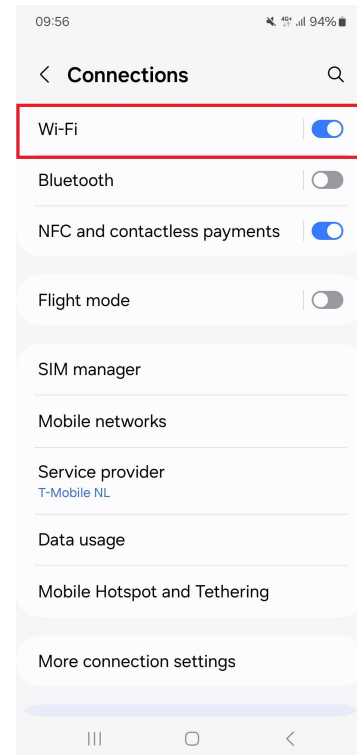 09:56
4G+ 94%
Connections
Wi-Fi
Bluetooth
NFC and contactless payments
Flight mode
SIM manager
Mobile networks
Service provider
T-Mobile NL
Data usage
Mobile Hotspot and Tethering
More connection settings